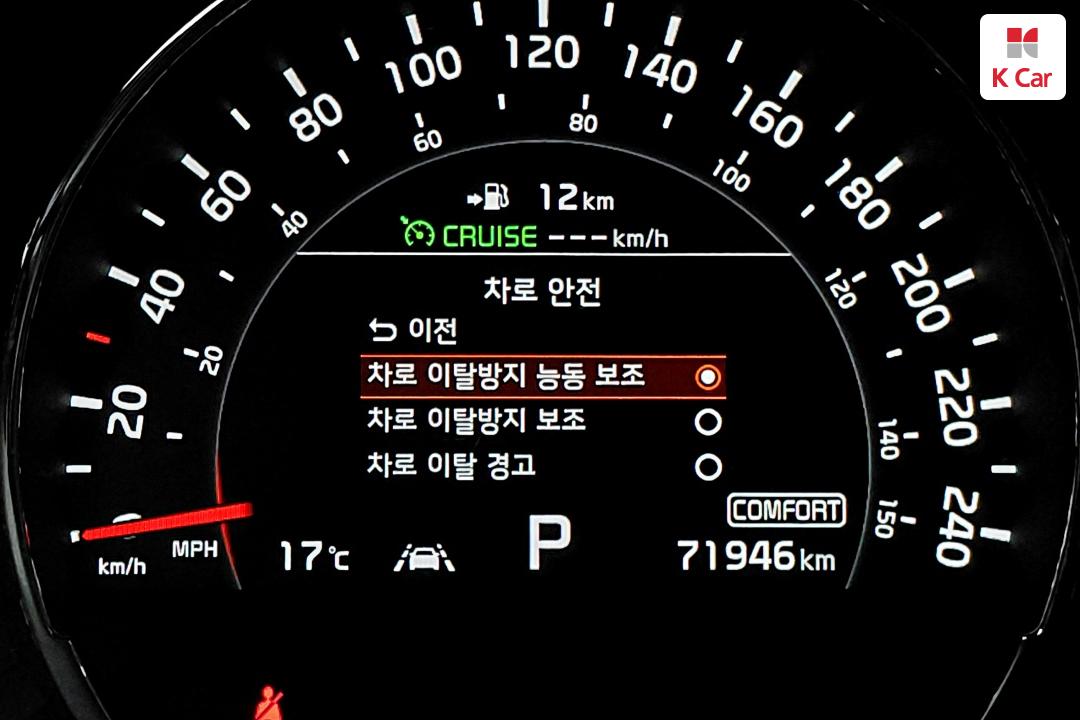 K Car
20 40 60 80 100 120 140 160 180 200 220 240
20 40 60 80 100 120 140 150
12km
CRUISE ---km/h
차로 안전
이전
차로 이탈방지 능동 보조
차로 이탈방지 보조
차로 이탈 경고
COMFORT
km/h
MPH
17℃
P
71946km